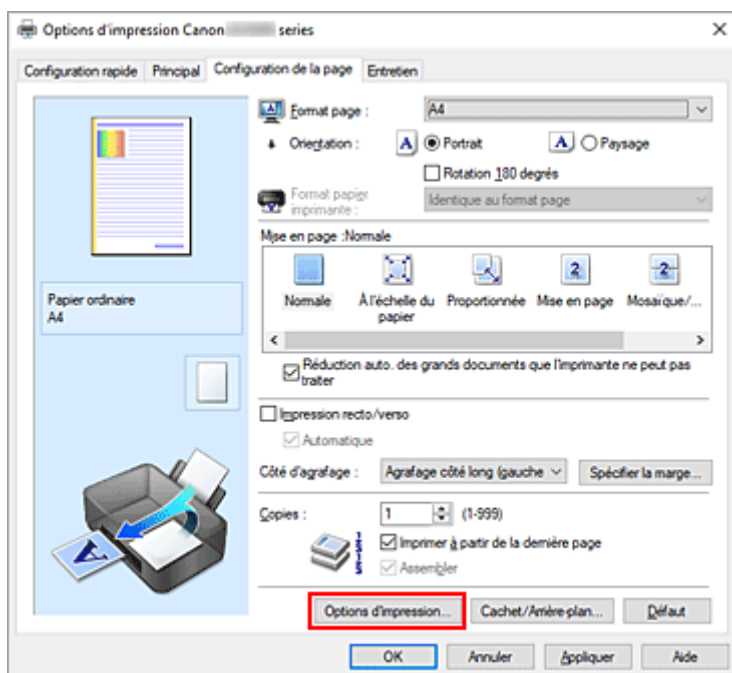 Options d'impression Canon series
Configuration rapide Principal Configuration de la page Entretien
Format page : A4
Orientation : A Portrait A Paysage
Rotation 180 degrés
Format papier imprimante : Identique au format page
Mise en page :Normale
Normale À l'échelle du papier Proportionnée Mise en page Mosaïque/...
Papier ordinaire
A4
Réduction auto. des grands documents que l'imprimante ne peut pas
traiter
Impression recto/verso
Automatique
Côté d'agrafage : Agrafage côté long (gauche Spécifier la marge...
Copies : 1 (1-999)
Imprimer à partir de la dernière page
Assembler
Options d'impression... Cachet/Arrière-plan... Défaut
OK Annuler Appliquer Aide